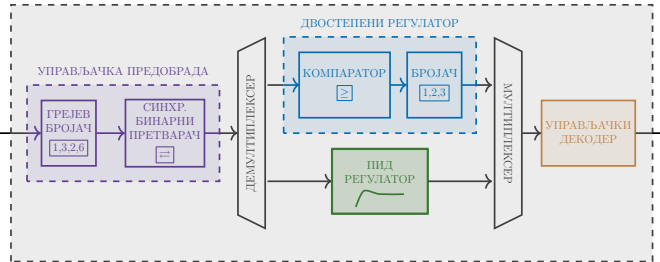 ДВОСТЕПЕНИ РЕГУЛАТОР
УПРАВЉАЧКА ПРЕДОБРАДА
ГРЕЈЕВ
БРОЈАЧ
1,3,2,6
СИНХР.
БИНАРНИ
ПРЕТВАРАЧ
⇄
ДЕМУЛТИПЛЕКСЕР
КОМПАРАТОР
≥
БРОЈАЧ
1,2,3
ПИД
РЕГУЛАТОР
МУЛТИПЛЕКСЕР
УПРАВЉАЧКИ
ДЕКОДЕР